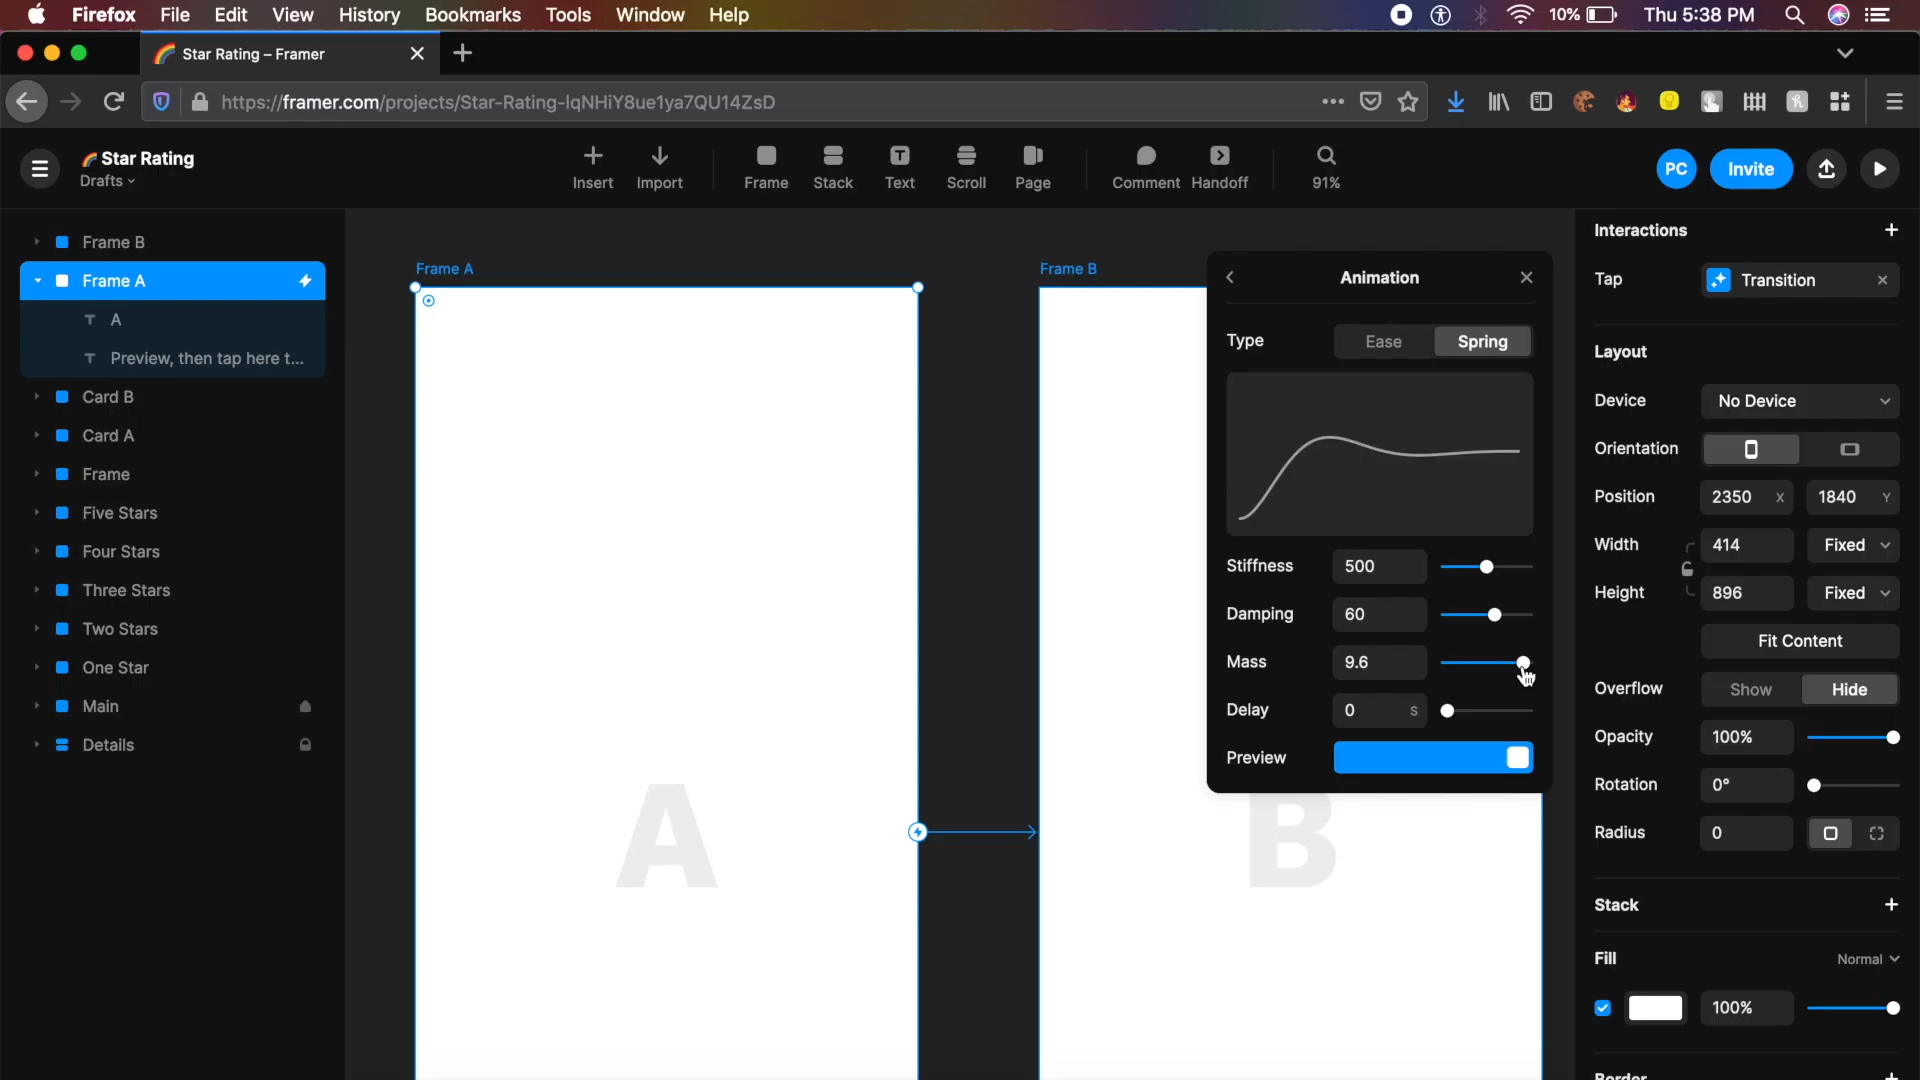 Firefox File Edit View History Bookmarks Tools Window Help 10% Thu 5:38 PM
Star Rating – Framer
https://framer.com/projects/Star-Rating-IqNHiY8ue1ya7QU14ZsD
Star Rating
Drafts
Insert Import Frame Stack Text Scroll Page Comment Handoff 91%
PC Invite
Frame B
Frame A
A
Preview, then tap here t...
Card B
Card A
Frame
Five Stars
Four Stars
Three Stars
Two Stars
One Star
Main
Details
Frame A
A
Frame B
B
Animation
Type Ease Spring
Stiffness 500
Damping 60
Mass 9.6
Delay 0 S
Preview
Interactions
Tap Transition
Layout
Device No Device
Orientation
Position 2350 X 1840 Y
Width 414 Fixed
Height 896 Fixed
Fit Content
Overflow Show Hide
Opacity 100%
Rotation 0°
Radius 0
Stack
Fill Normal
100%
Border